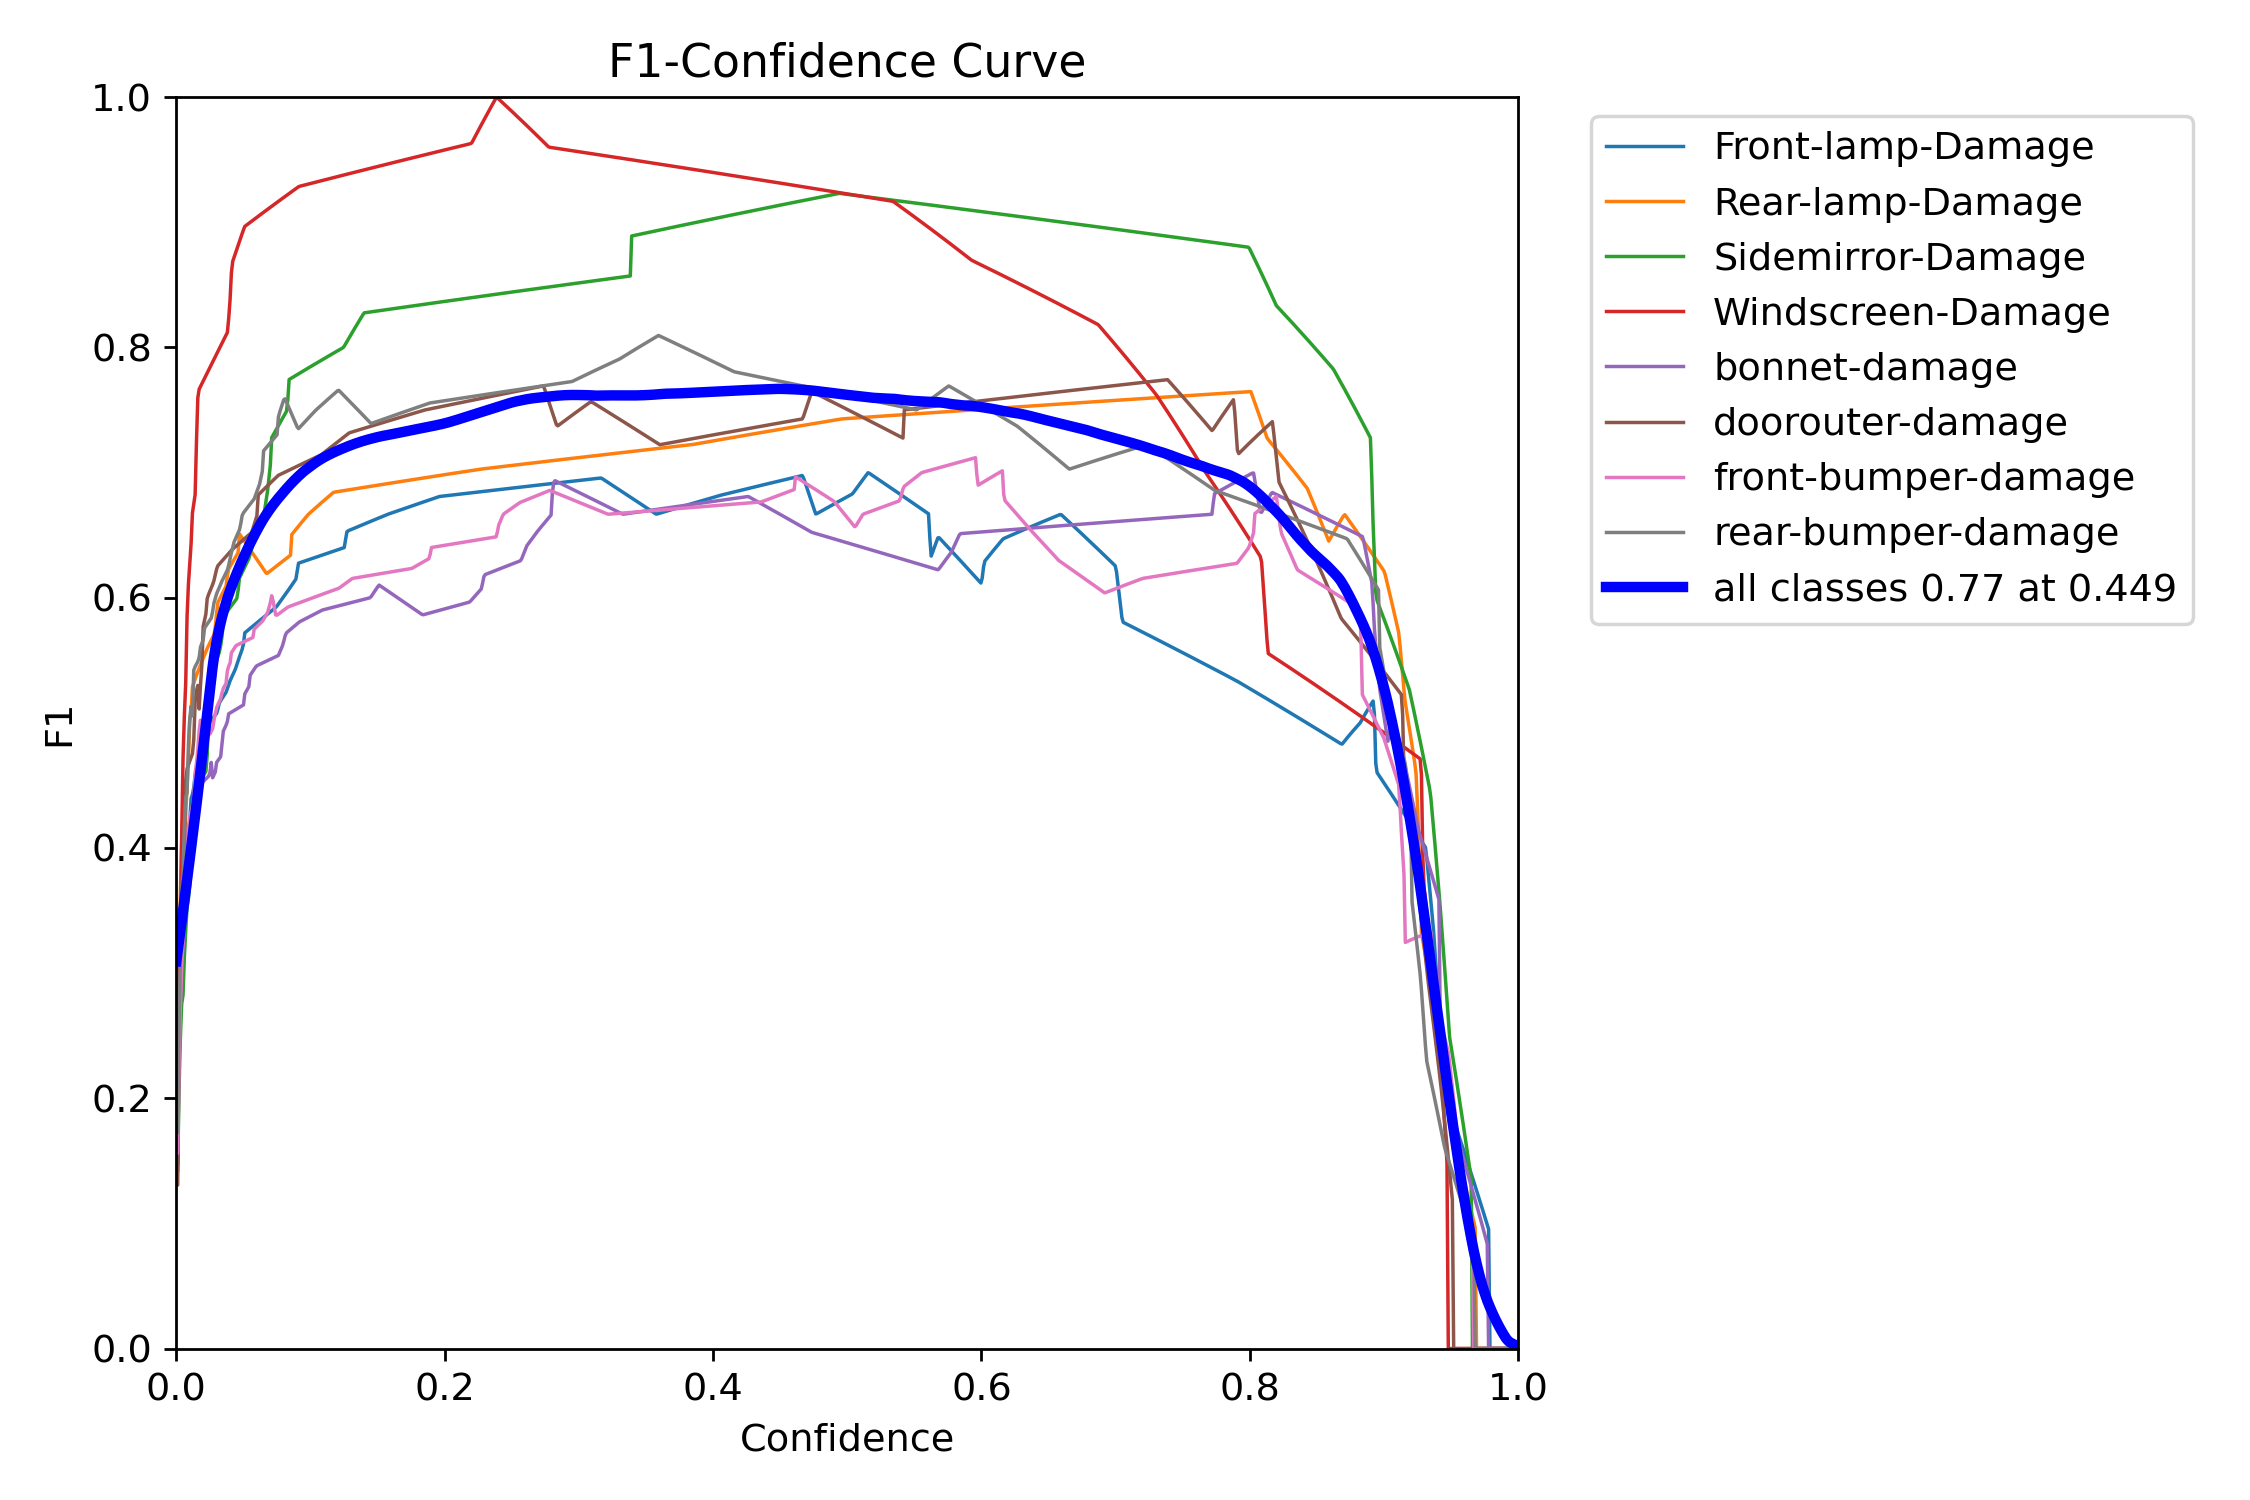 F1-Confidence Curve
1.0
0.8
0.6
0.4
0.2
0.0
F1
0.0 0.2 0.4 0.6 0.8 1.0
Confidence
Front-lamp-Damage
Rear-lamp-Damage
Sidemirror-Damage
Windscreen-Damage
bonnet-damage
doorouter-damage
front-bumper-damage
rear-bumper-damage
all classes 0.77 at 0.449